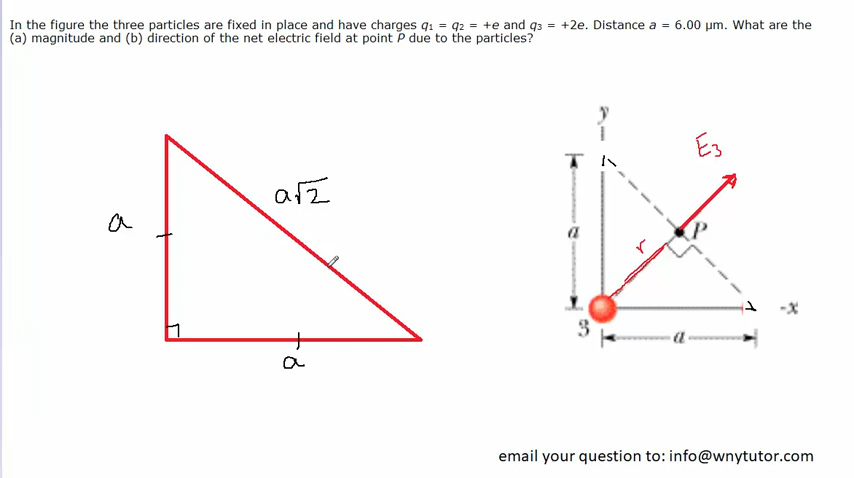 In the figure the three particles are fixed in place and have charges q₁ = q₂ = +e and q₃ = +2e. Distance a = 6.00 µm. What are the
(a) magnitude and (b) direction of the net electric field at point P due to the particles?
y
E₃
a√2
a
a
P
r
3
x
a
a
email your question to: info@wnytutor.com